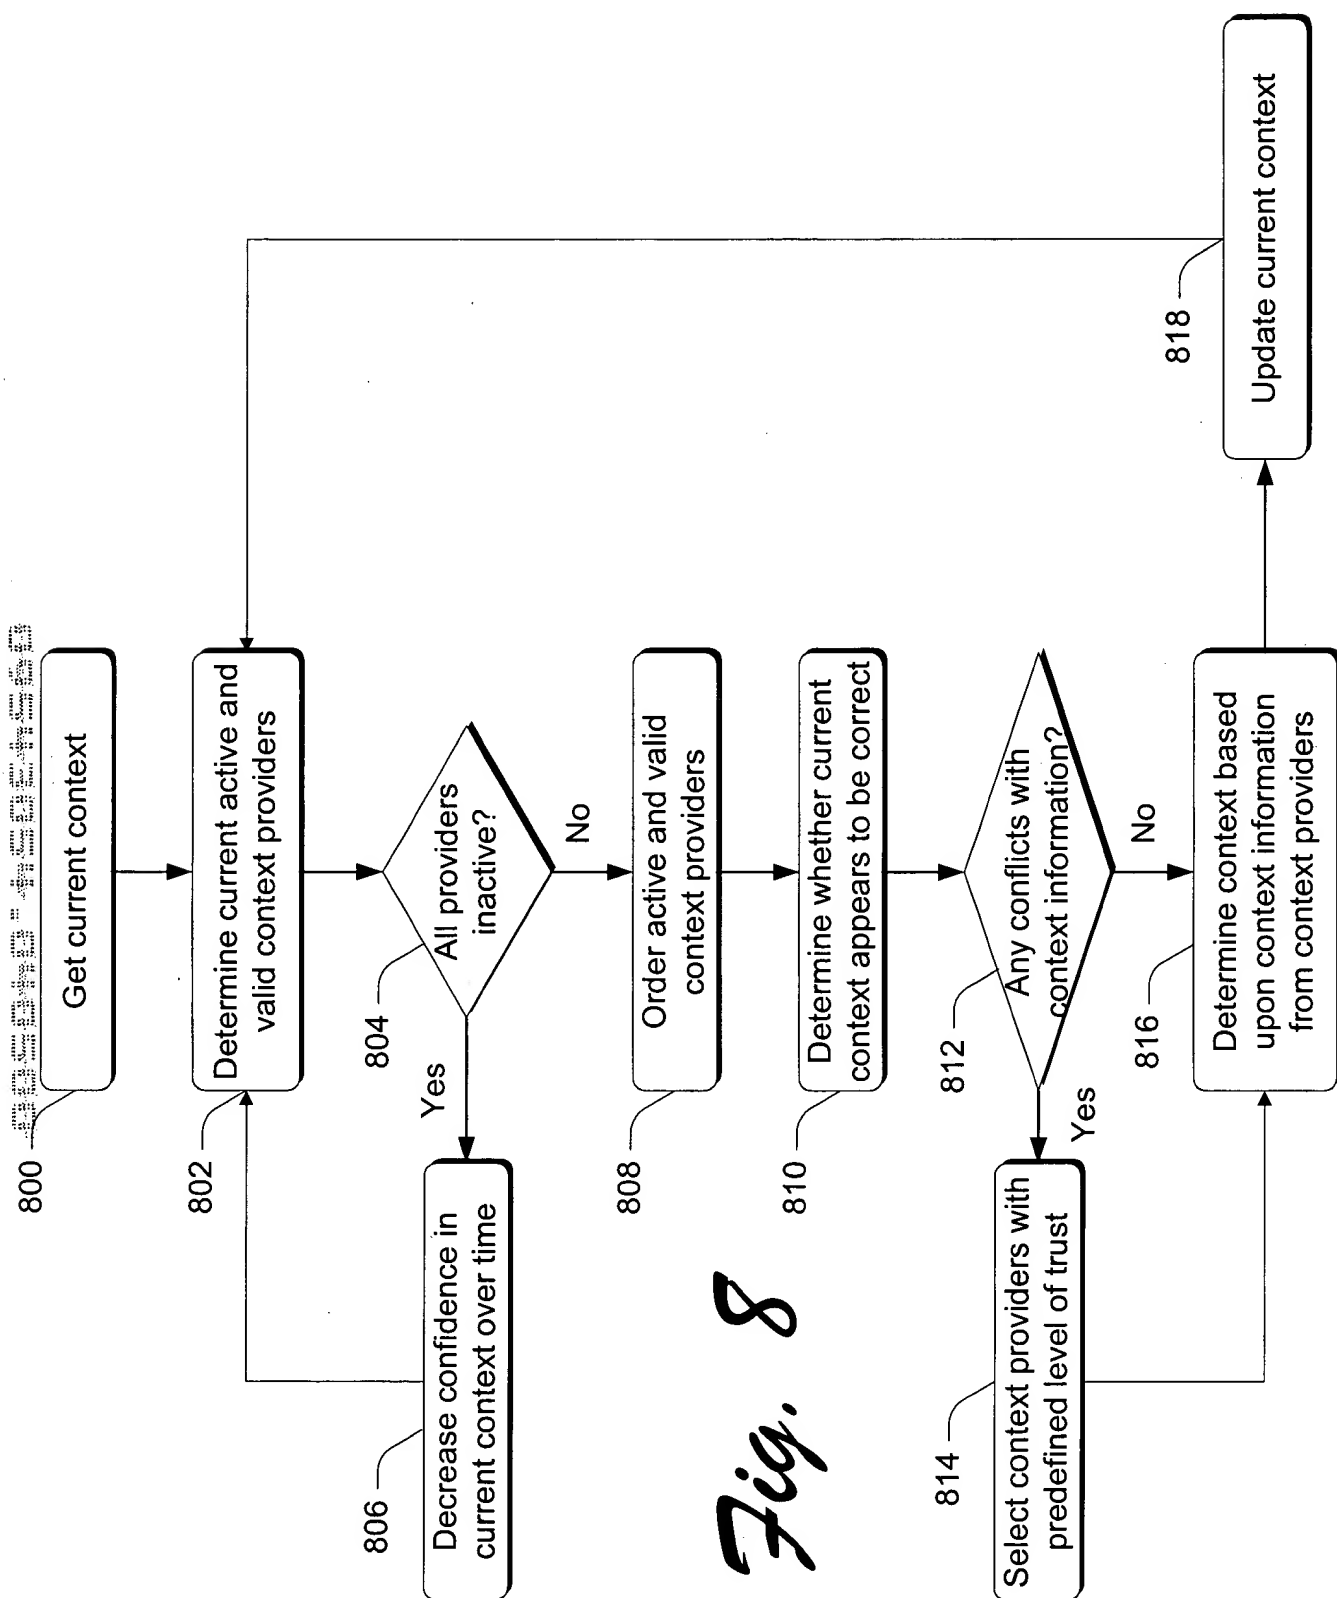 800
Get current context
802
Determine current active and
valid context providers
804
All providers
inactive?
Yes
No
806
Decrease confidence in
current context over time
808
Order active and valid
context providers
810
Determine whether current
context appears to be correct
812
Any conflicts with
context information?
Yes
No
814
Select context providers with
predefined level of trust
816
Determine context based
upon context information
from context providers
818
Update current context
Fig. 8